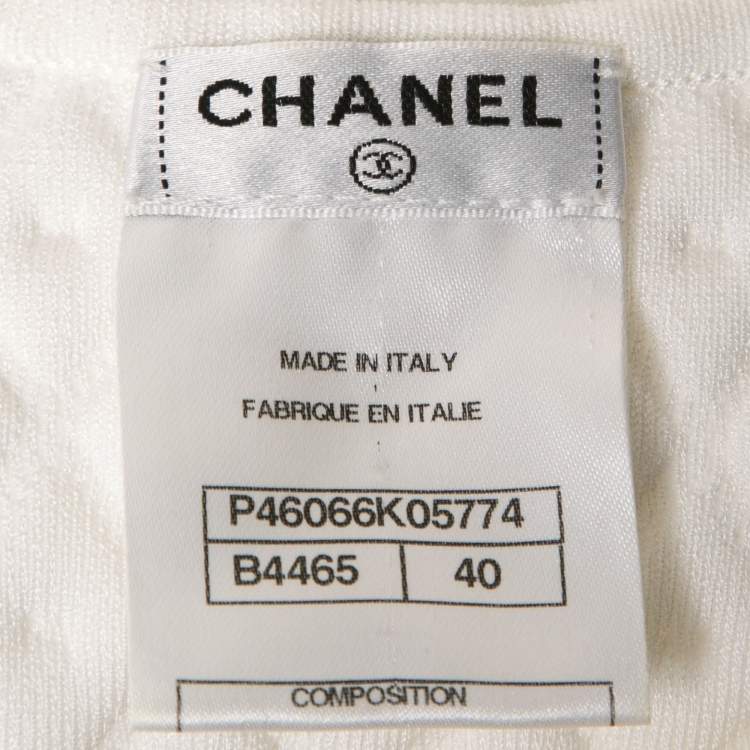 CHANEL
MADE IN ITALY
FABRIQUE EN ITALIE
P46066K05774
B4465 40
COMPOSITION